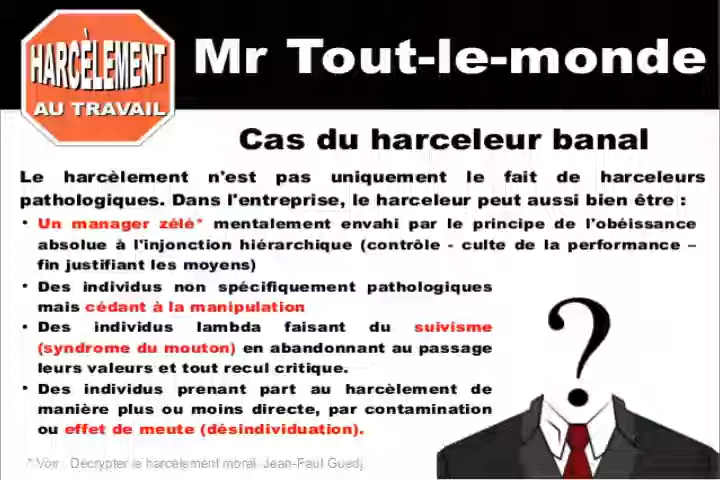 HARCÈLEMENT
AU TRAVAIL
Mr Tout-le-monde
Cas du harceleur banal
Le harcèlement n'est pas uniquement le fait de harceleurs
pathologiques. Dans l'entreprise, le harceleur peut aussi bien être :
• Un manager zélé* mentalement envahi par le principe de l'obéissance
absolue à l'injonction hiérarchique (contrôle - culte de la performance –
fin justifiant les moyens)
• Des individus non spécifiquement pathologiques
mais cédant à la manipulation
• Des individus lambda faisant du suivisme
(syndrome du mouton) en abandonnant au passage
leurs valeurs et tout recul critique.
• Des individus prenant part au harcèlement de
manière plus ou moins directe, par contamination
ou effet de meute (désindividuation).
?
* Voir : Décrypter le harcèlement moral. Jean-Paul Guedj